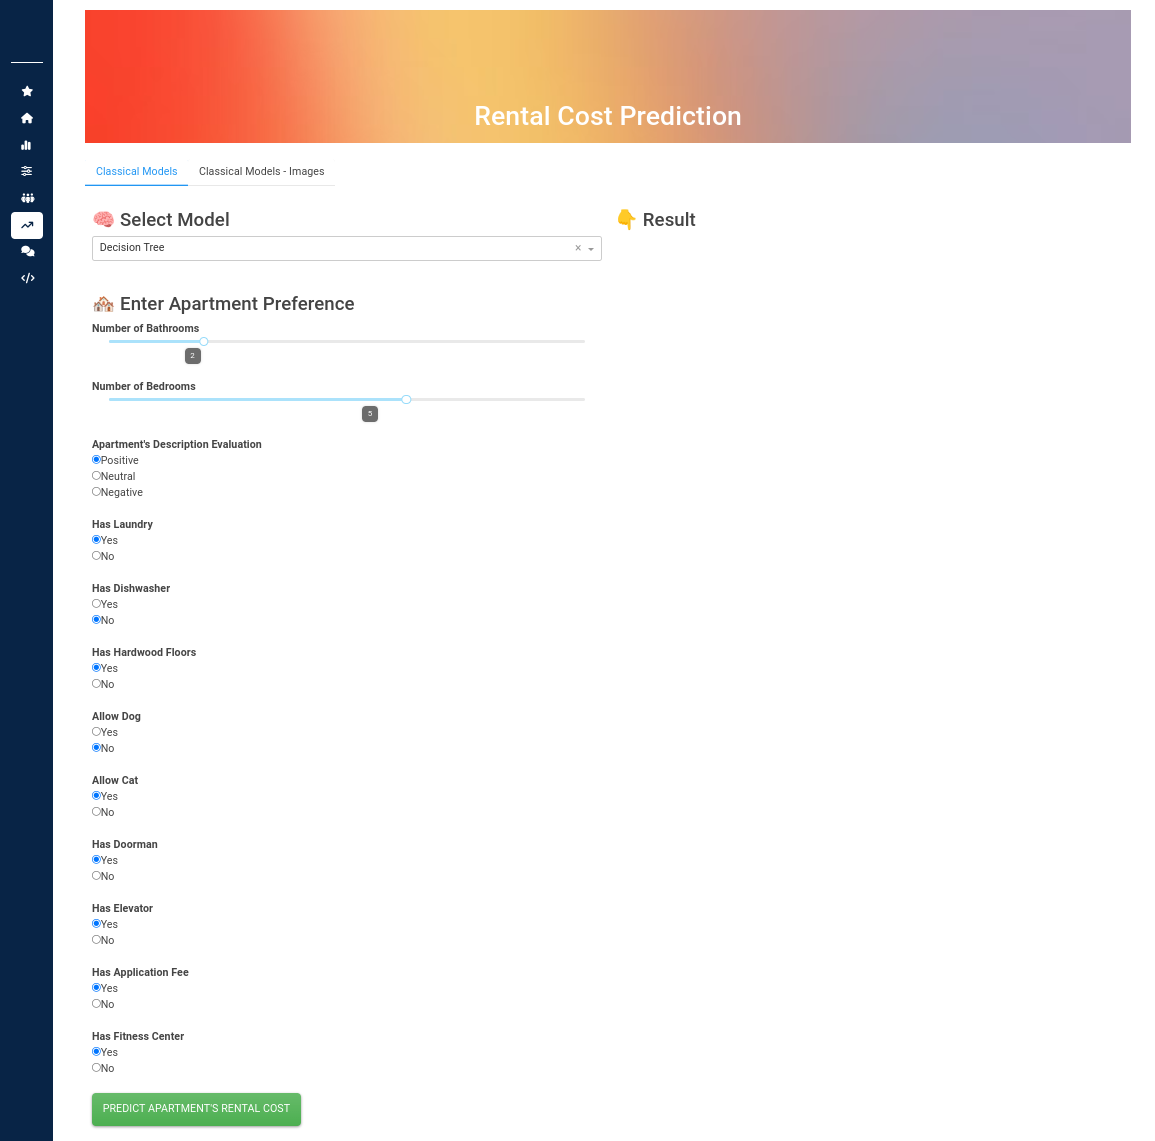 Rental Cost Prediction
Classical Models
Classical Models - Images
Select Model
Result
Decision Tree
Enter Apartment Preference
Number of Bathrooms
2
Number of Bedrooms
5
Apartment's Description Evaluation
Positive
Neutral
Negative
Has Laundry
Yes
No
Has Dishwasher
Yes
No
Has Hardwood Floors
Yes
No
Allow Dog
Yes
No
Allow Cat
Yes
No
Has Doorman
Yes
No
Has Elevator
Yes
No
Has Application Fee
Yes
No
Has Fitness Center
Yes
No
PREDICT APARTMENT'S RENTAL COST